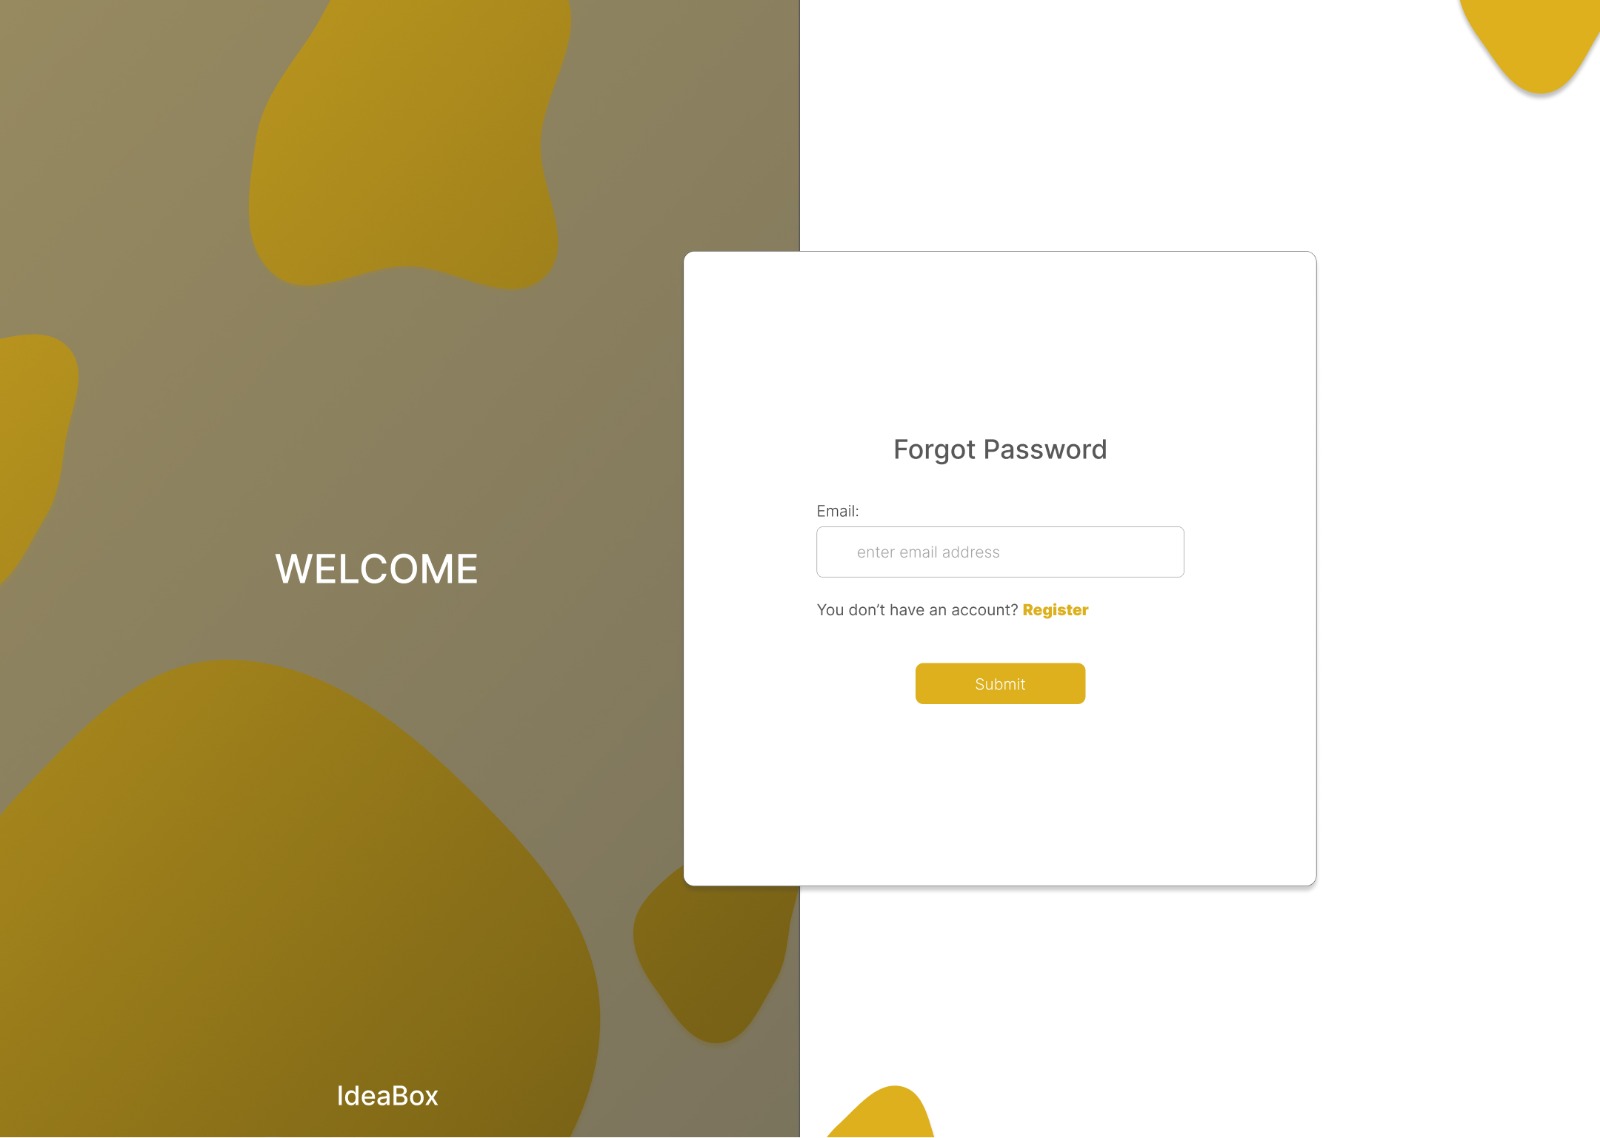 WELCOME
IdeaBox
Forgot Password
Email:
enter email address
You don’t have an account? Register
Submit